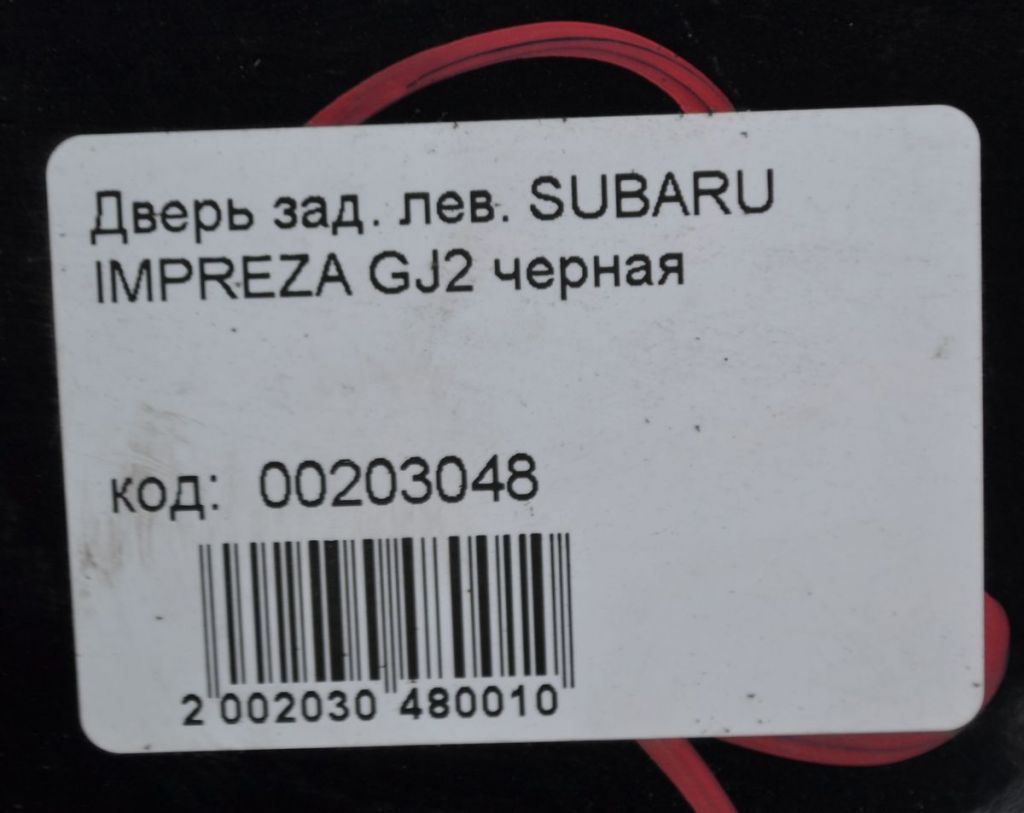 Дверь зад. лев. SUBARU
IMPREZA GJ2 черная
код: 00203048
2 002030 480010